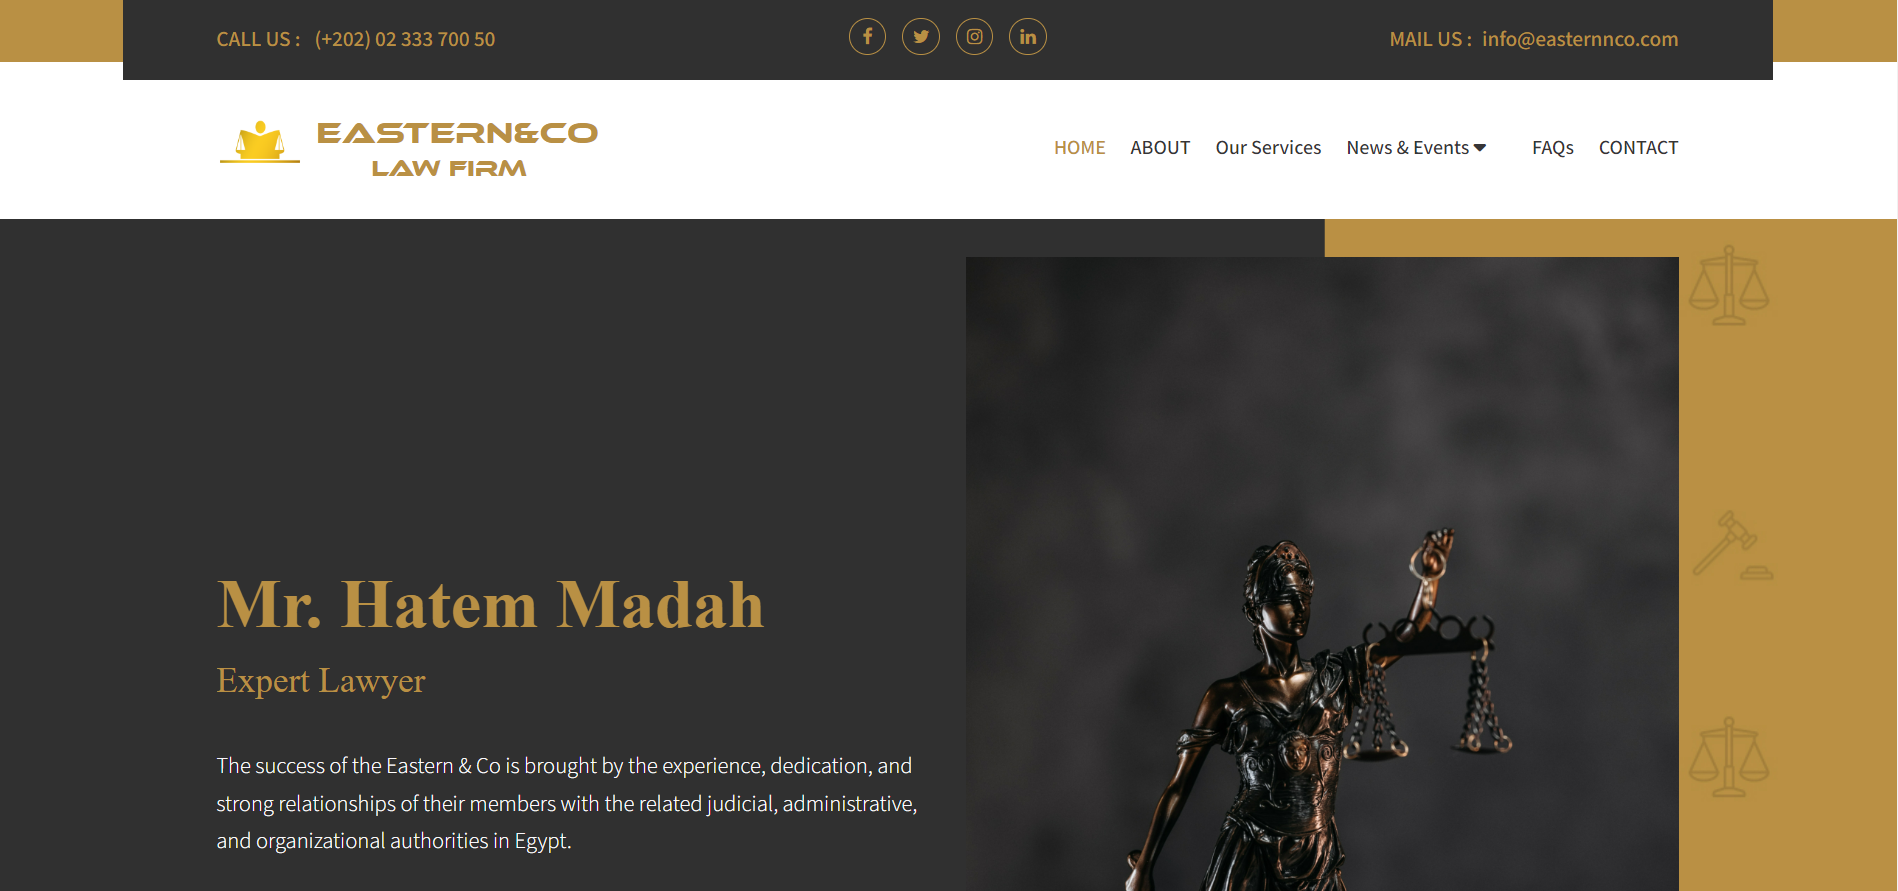 CALL US : (+202) 02 333 700 50
MAIL US : info@easternnco.com
EASTERN&CO
LAW FIRM
HOME ABOUT Our Services News & Events FAQs CONTACT
Mr. Hatem Madah
Expert Lawyer
The success of the Eastern & Co is brought by the experience, dedication, and
strong relationships of their members with the related judicial, administrative,
and organizational authorities in Egypt.